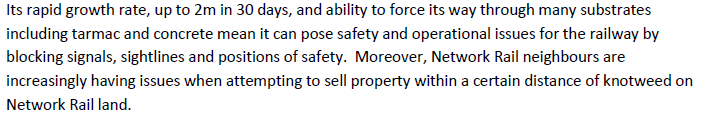 Its rapid growth rate, up to 2m in 30 days, and ability to force its way through many substrates
including tarmac and concrete mean it can pose safety and operational issues for the railway by
blocking signals, sightlines and positions of safety.  Moreover, Network Rail neighbours are
increasingly having issues when attempting to sell property within a certain distance of knotweed on
Network Rail land.